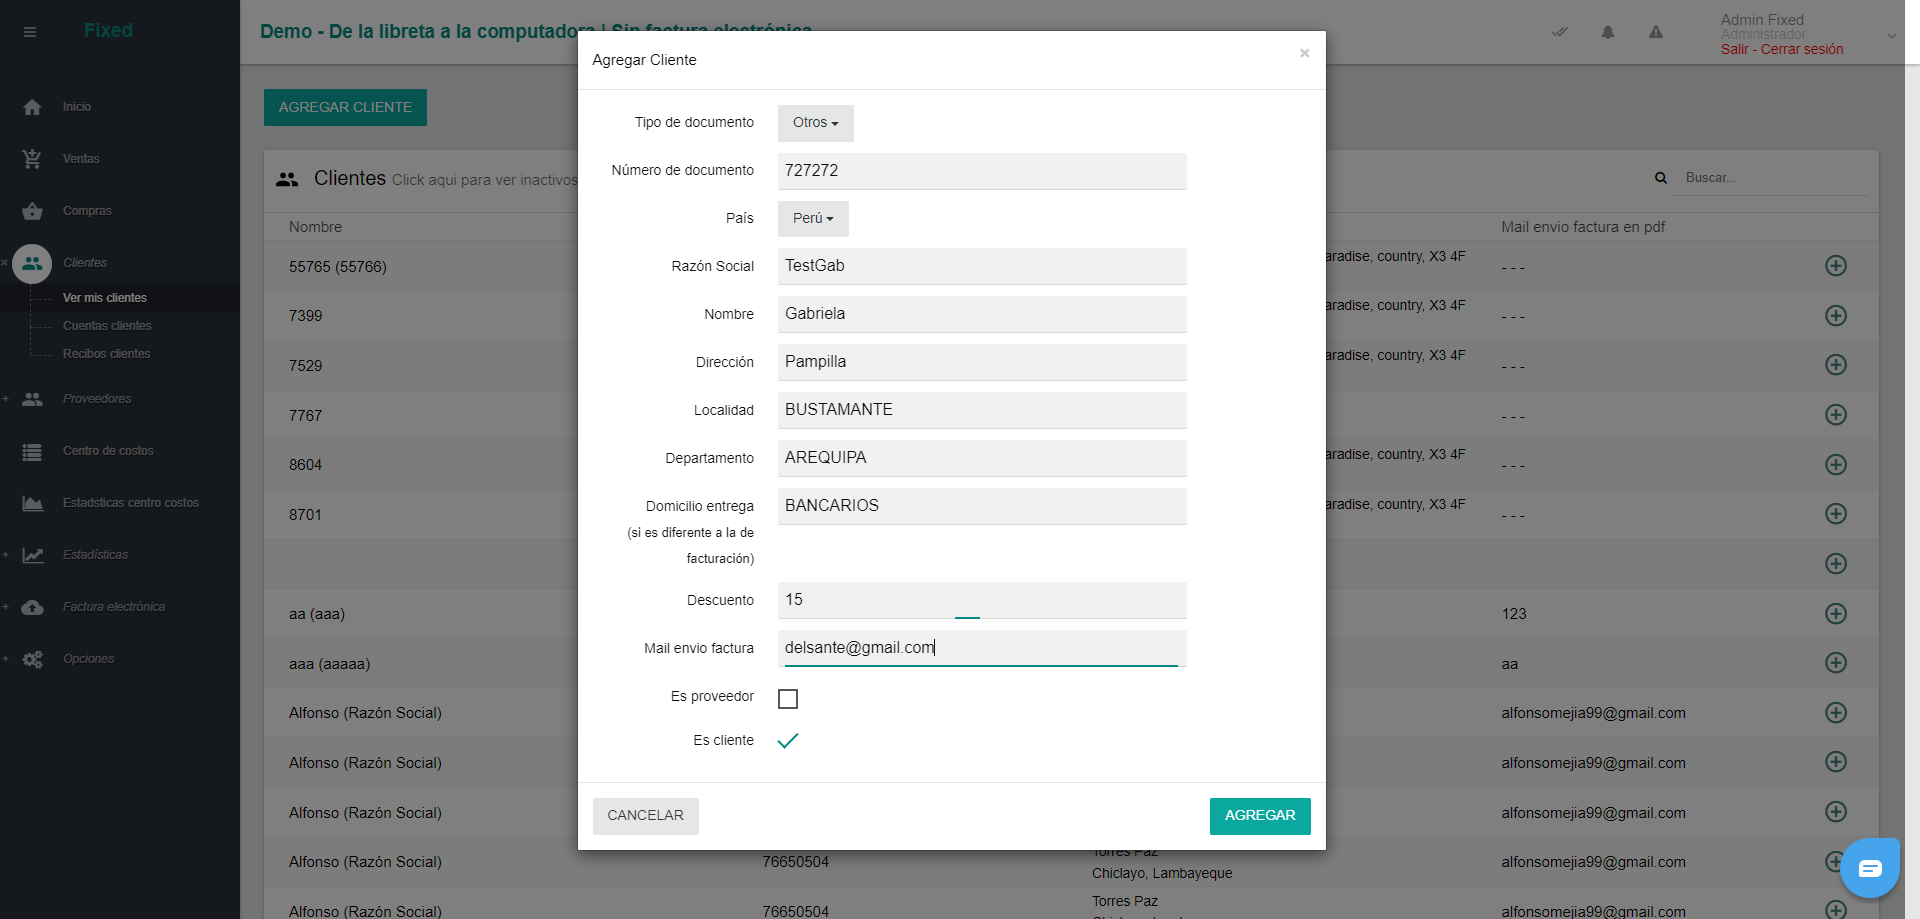 Fixed
Demo - De la libreta a la computadora | Sin factura electrónica
Admin Fixed
Administrador
Salir - Cerrar sesión
Inicio
Ventas
Compras
Clientes
Ver mis clientes
Cuentas clientes
Recibos clientes
Proveedores
Centro de costos
Estadsticas centro costos
Estadísticas
Factura electrónica
Opciones
AGREGAR CLIENTE
Clientes Click aqui para ver inactivos
Buscar...
Nombre
Mail envio factura en pdf
55765 (55766)
aradise, country, X3 4F
- - -
7399
aradise, country, X3 4F
- - -
7529
aradise, country, X3 4F
- - -
7767
- - -
8604
aradise, country, X3 4F
- - -
8701
aradise, country, X3 4F
- - -
aa (aaa)
123
aaa (aaaaa)
aa
Alfonso (Razón Social)
alfonsomejia99@gmail.com
Alfonso (Razón Social)
alfonsomejia99@gmail.com
Alfonso (Razón Social)
alfonsomejia99@gmail.com
Alfonso (Razón Social)
76650504
Torres Paz
Chiclayo, Lambayeque
alfonsomejia99@gmail.com
Alfonso (Razón Social)
76650504
Torres Paz
alfonsomejia99@gmail.com
Agregar Cliente
×
Tipo de documento
Otros
Número de documento
727272
País
Perú
Razón Social
TestGab
Nombre
Gabriela
Dirección
Pampilla
Localidad
BUSTAMANTE
Departamento
AREQUIPA
Domicilio entrega
(si es diferente a la de
facturación)
BANCARIOS
Descuento
15
Mail envio factura
delsante@gmail.com
Es proveedor
Es cliente
CANCELAR
AGREGAR